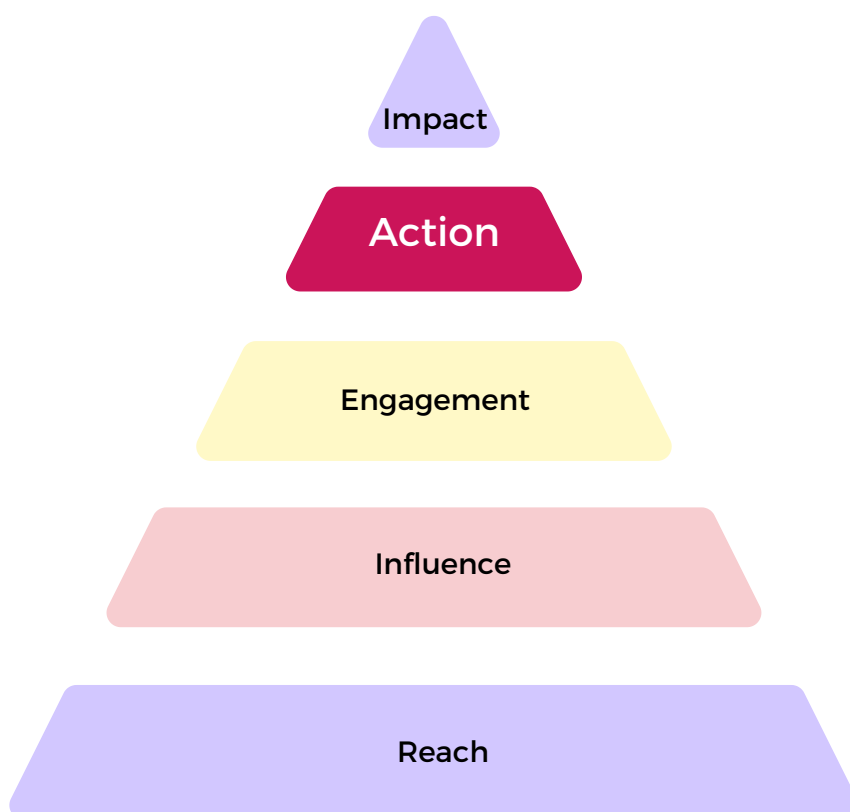 Impact
Action
Engagement
Influence
Reach